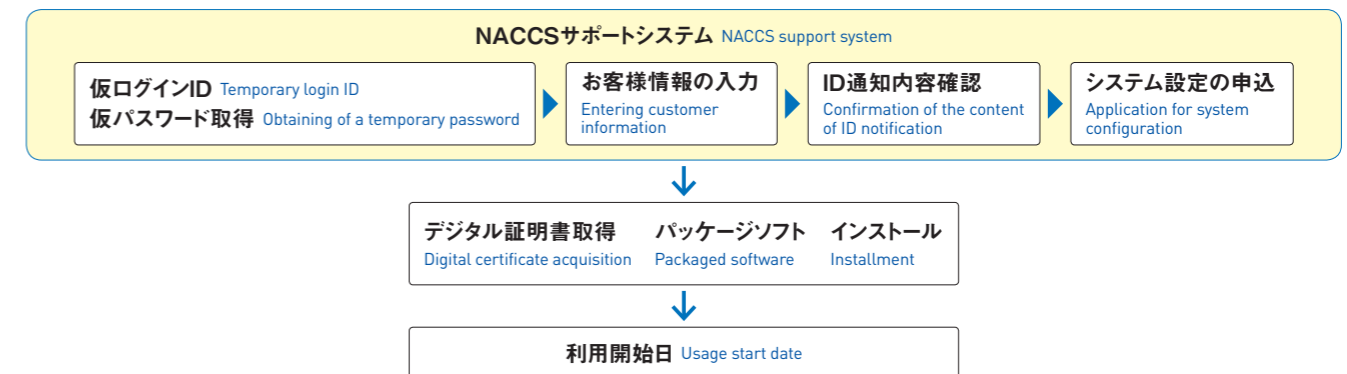 NACCSサポートシステム NACCS support system
仮ログインID Temporary login ID
仮パスワード取得 Obtaining of a temporary password
お客様情報の入力
Entering customer
information
ID通知内容確認
Confirmation of the content
of ID notification
システム設定の申込
Application for system
configuration
デジタル証明書取得 パッケージソフト インストール
Digital certificate acquisition Packaged software Installment
利用開始日 Usage start date